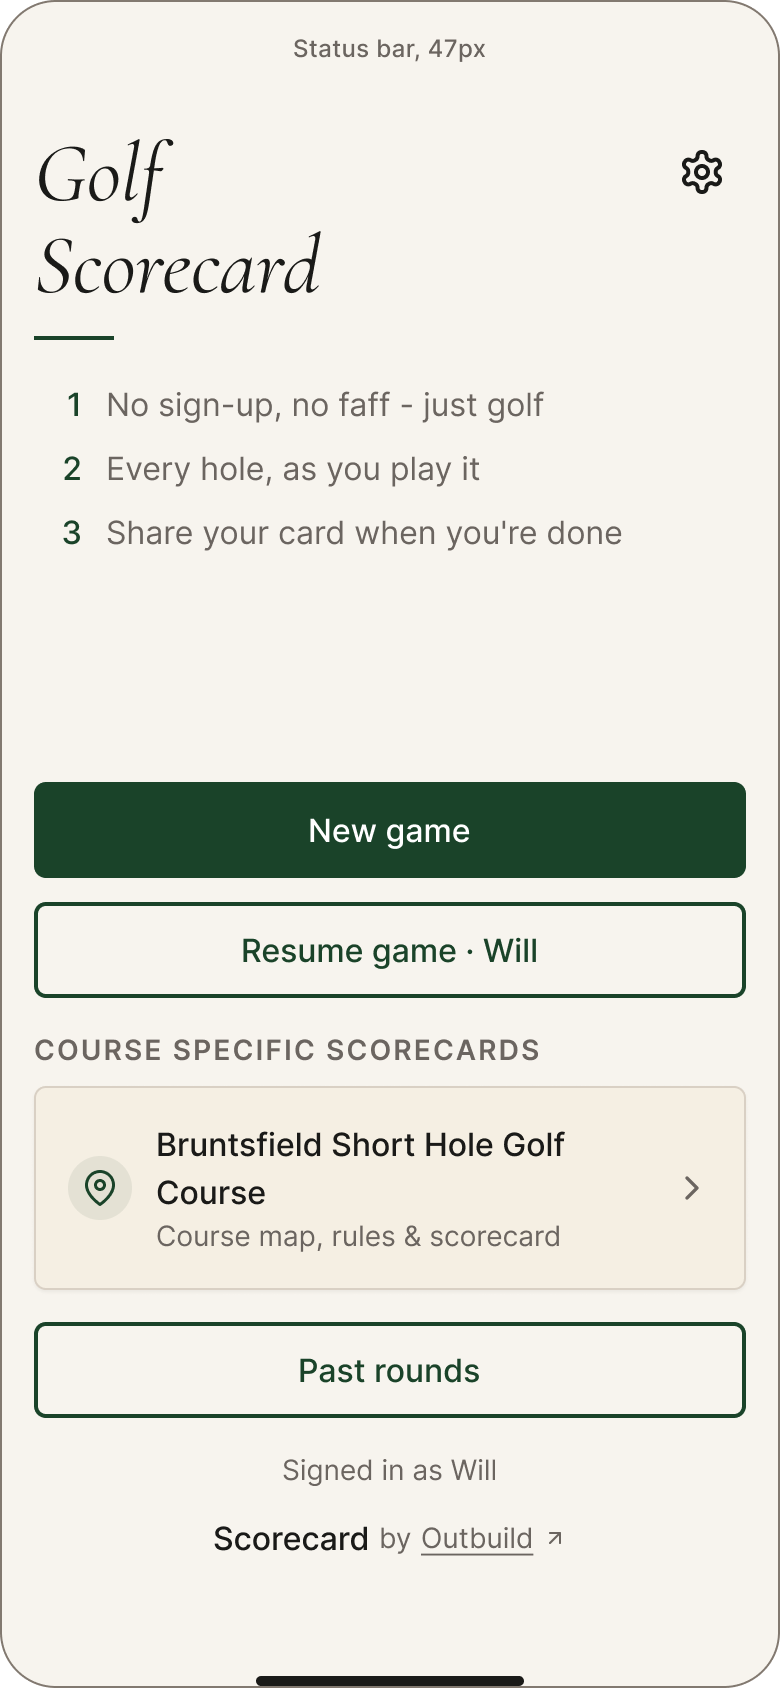 Status bar, 47px
Golf
Scorecard
1 No sign-up, no faff - just golf
2 Every hole, as you play it
3 Share your card when you're done
New game
Resume game · Will
COURSE SPECIFIC SCORECARDS
Bruntsfield Short Hole Golf
Course
Course map, rules & scorecard
Past rounds
Signed in as Will
Scorecard by Outbuild